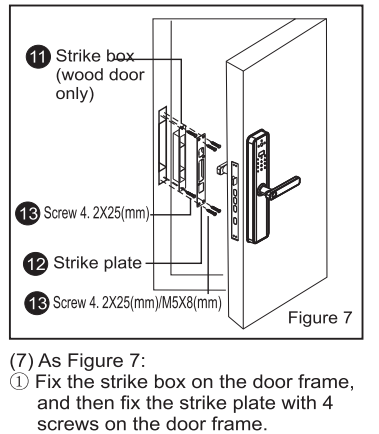 11 Strike box
(wood door
only)
13 Screw 4. 2X25(mm)
12 Strike plate
13 Screw 4. 2X25(mm)/M5X8(mm)
Figure 7
(7) As Figure 7:
① Fix the strike box on the door frame,
and then fix the strike plate with 4
screws on the door frame.